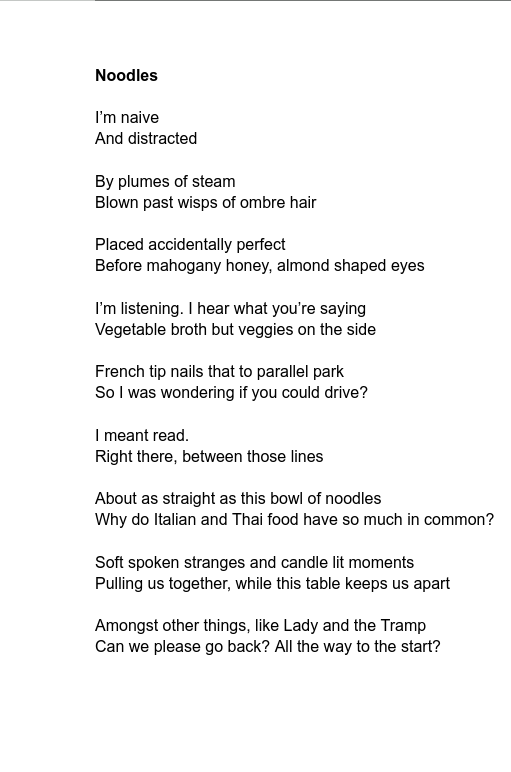 Noodles
I’m naive
And distracted
By plumes of steam
Blown past wisps of ombre hair
Placed accidentally perfect
Before mahogany honey, almond shaped eyes
I’m listening. I hear what you’re saying
Vegetable broth but veggies on the side
French tip nails that to parallel park
So I was wondering if you could drive?
I meant read.
Right there, between those lines
About as straight as this bowl of noodles
Why do Italian and Thai food have so much in common?
Soft spoken stranges and candle lit moments
Pulling us together, while this table keeps us apart
Amongst other things, like Lady and the Tramp
Can we please go back? All the way to the start?